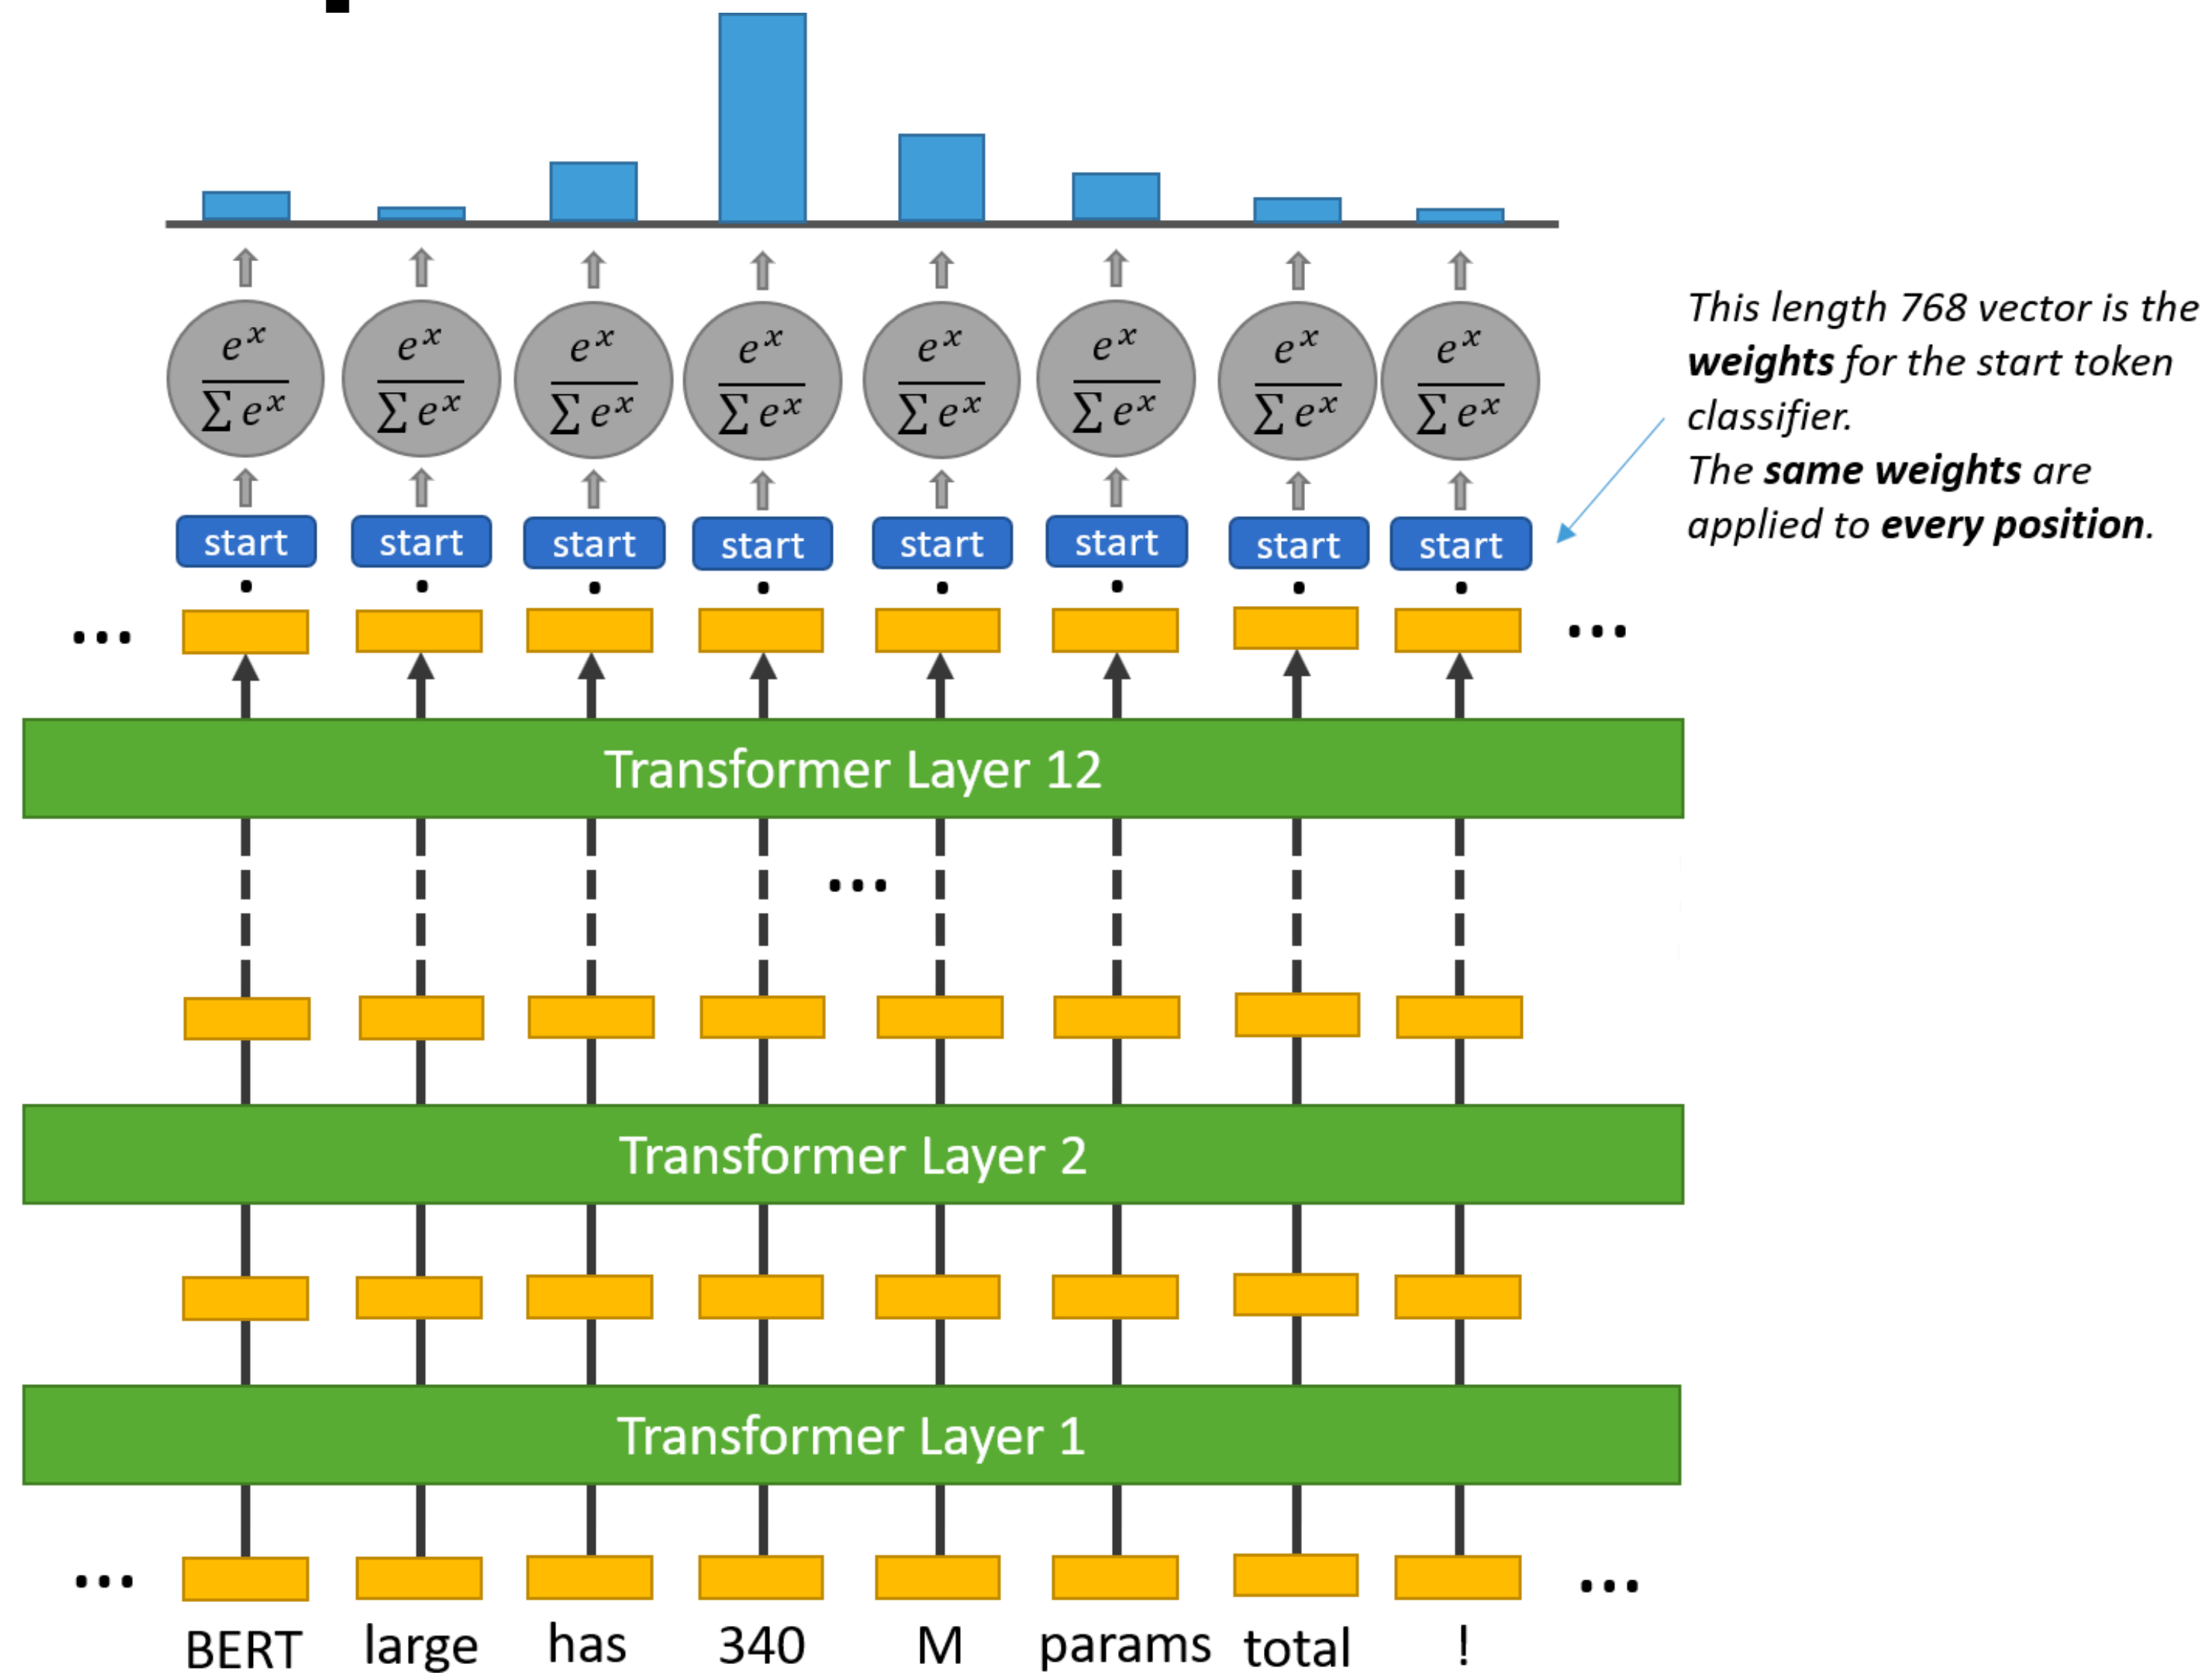 e^x / ∑ e^x e^x / ∑ e^x e^x / ∑ e^x e^x / ∑ e^x e^x / ∑ e^x e^x / ∑ e^x e^x / ∑ e^x e^x / ∑ e^x
This length 768 vector is the
weights for the start token
classifier.
The same weights are
applied to every position.
start start start start start start start start
... ...
Transformer Layer 12
...
Transformer Layer 2
Transformer Layer 1
... ...
BERT large has 340 M params total !